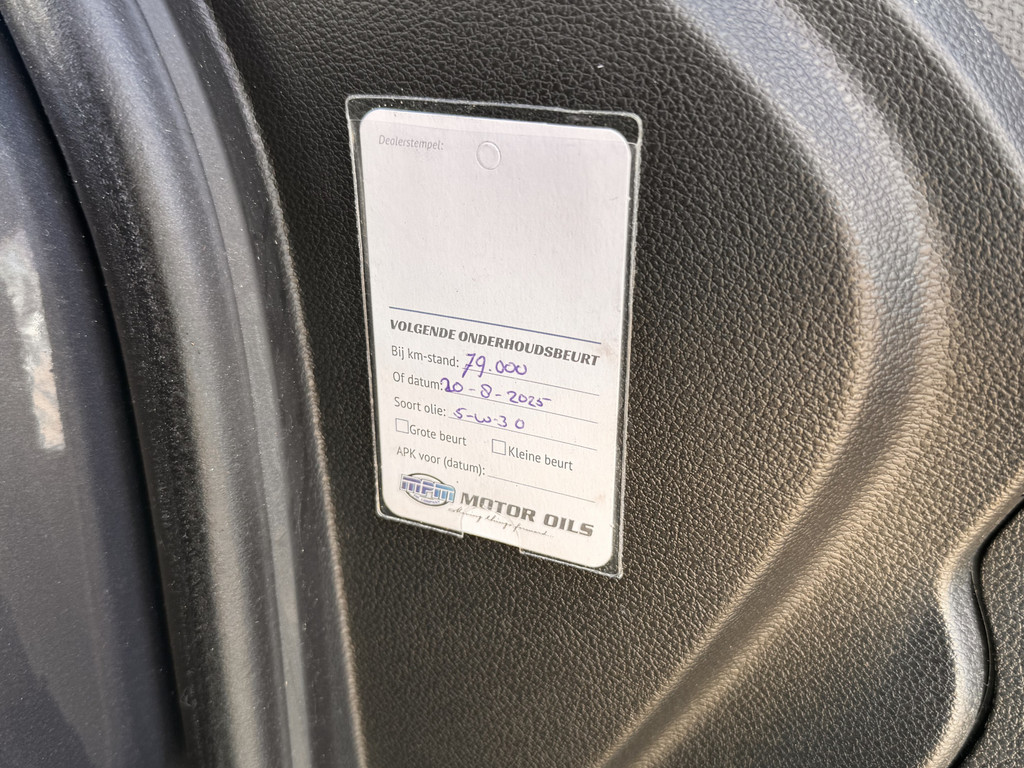 Dealerstempel:
VOLGENDE ONDERHOUDSBEURT
Bij km-stand: 79.000
Of datum: 20-8-2025
Soort olie: 5-W-30
Grote beurt Kleine beurt
APK voor (datum):
MPM MOTOR OILS